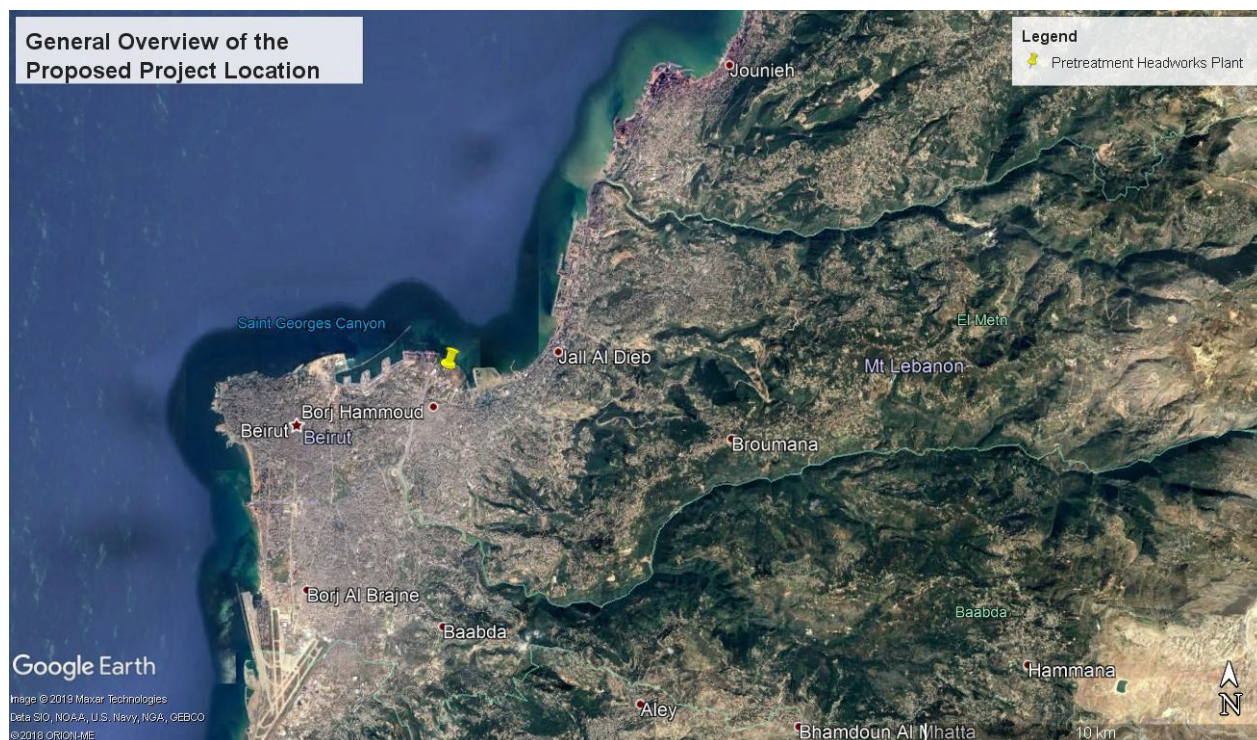 General Overview of the
Proposed Project Location
Legend
Pretreatment Headworks Plant
Jounieh
Saint Georges Canyon
El Metn
Jall Al Dieb
Mt Lebanon
Borj Hammoud
Beirut
Beirut
Broumana
Borj Al Brajne
Baabda
Baabda
Hammana
Google Earth
Image © 2019 Maxar Technologies
Data SIO, NOAA, U.S. Navy, NGA, GEBCO
© 2018 ORION-ME
Aley
Bhamdoun Al Mhatta
N
10 km